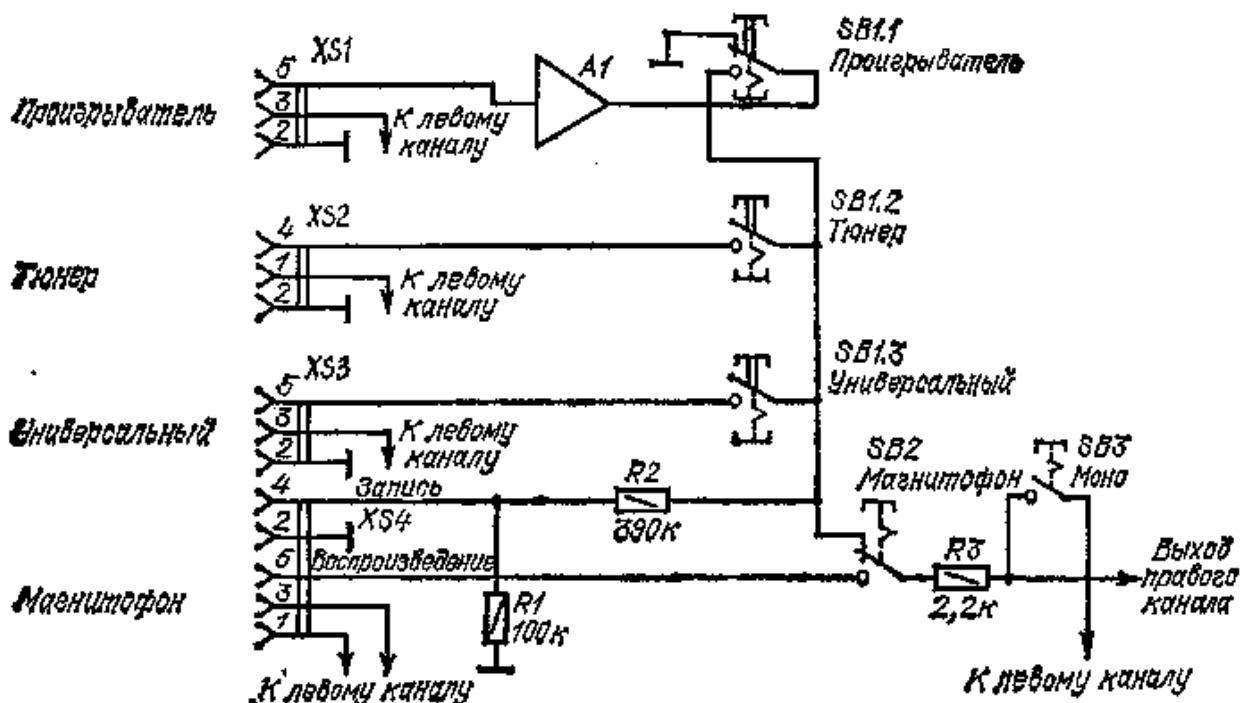 Проигрыватель
5
XS1
3
2
К левому
каналу
A1
SB1.1
Проигрыватель
Тюнер
4
XS2
1
2
К левому
каналу
SB1.2
Тюнер
Универсальный
5
XS3
3
2
К левому
каналу
SB1.3
Универсальный
Магнитофон
4
Запись
2
XS4
5
Воспроизведение
3
1
R2
390к
R1
100к
К левому каналу
SB2
Магнитофон
SB3
Моно
R3
2,2к
Выход
правого
канала
К левому каналу